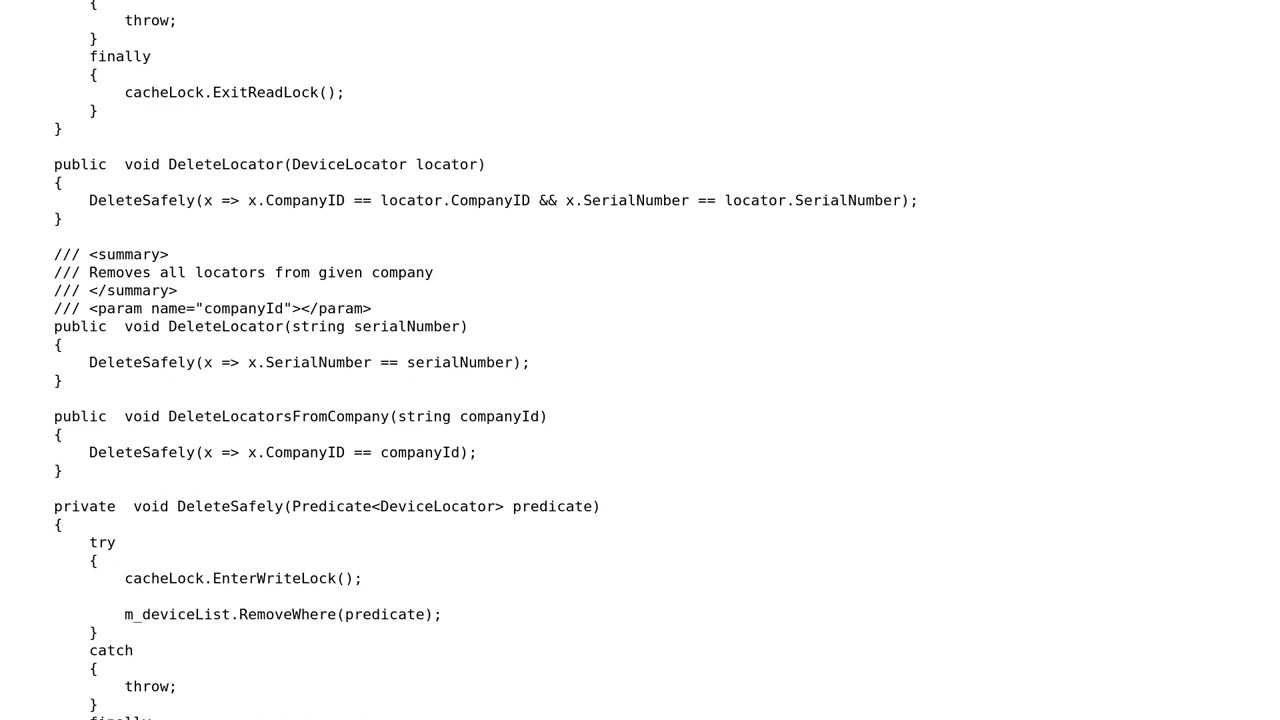 {
throw;
}
finally
{
cacheLock.ExitReadLock();
}
}
public  void DeleteLocator(DeviceLocator locator)
{
DeleteSafely(x => x.CompanyID == locator.CompanyID && x.SerialNumber == locator.SerialNumber);
}
/// <summary>
/// Removes all locators from given company
/// </summary>
/// <param name="companyId"></param>
public  void DeleteLocator(string serialNumber)
{
DeleteSafely(x => x.SerialNumber == serialNumber);
}
public  void DeleteLocatorsFromCompany(string companyId)
{
DeleteSafely(x => x.CompanyID == companyId);
}
private  void DeleteSafely(Predicate<DeviceLocator> predicate)
{
try
{
cacheLock.EnterWriteLock();
m_deviceList.RemoveWhere(predicate);
}
catch
{
throw;
}
finally